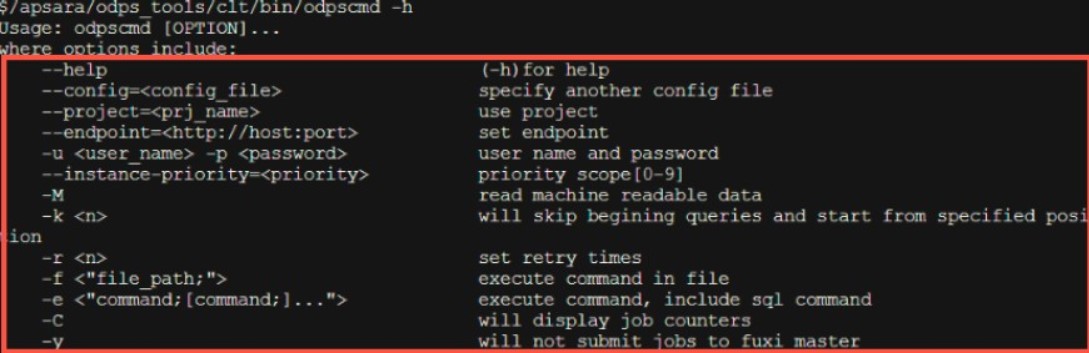 $/apsara/odps_tools/clt/bin/odpscmd -h
Usage: odpscmd [OPTION]...
where options include:
    --help                                 (-h)for help
    --config=<config_file>                 specify another config file
    --project=<prj_name>                   use project
    --endpoint=<http://host:port>          set endpoint
    -u <user_name> -p <password>           user name and password
    --instance-priority=<priority>         priority scope[0-9]
    -M                                     read machine readable data
    -k <n>                                 will skip begining queries and start from specified posi
tion
    -r <n>                                 set retry times
    -f <"file_path;">                      execute command in file
    -e <"command;[command;]...">           execute command, include sql command
    -C                                     will display job counters
    -y                                     will not submit jobs to fuxi master